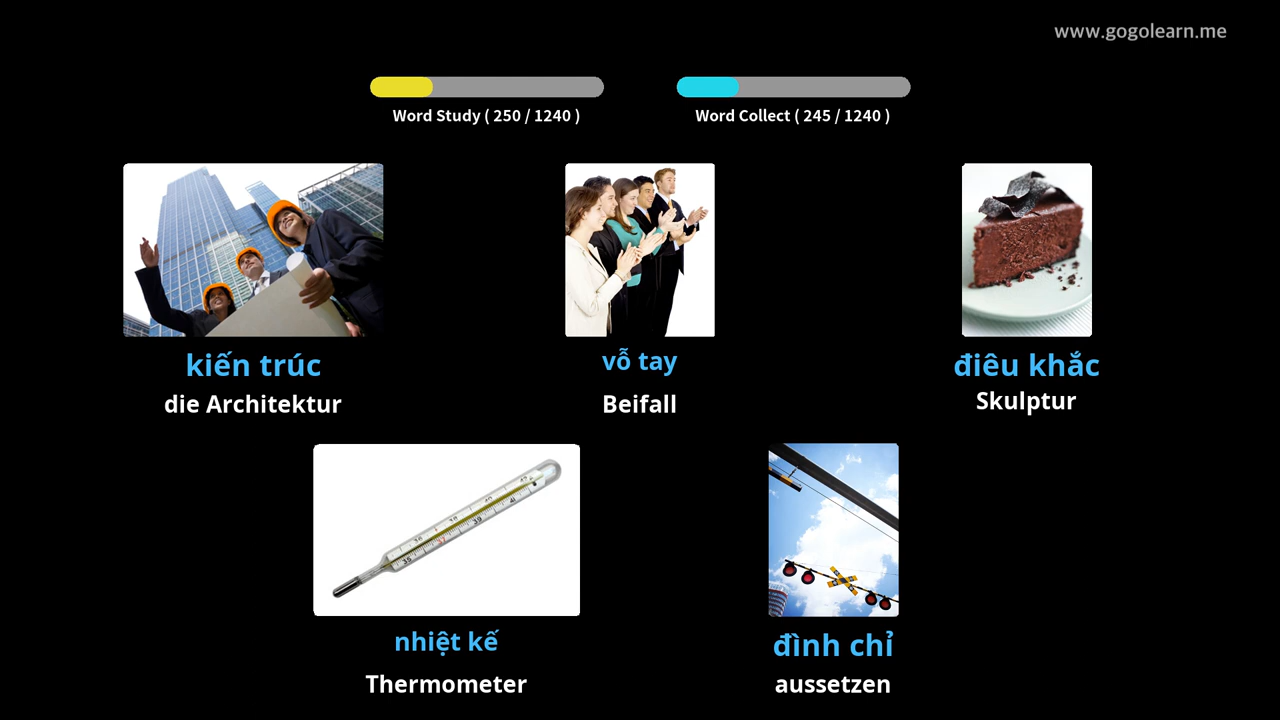 www.gogolearn.me
Word Study ( 250 / 1240 )
Word Collect ( 245 / 1240 )
kiến trúc
die Architektur
vỗ tay
Beifall
điêu khắc
Skulptur
nhiệt kế
Thermometer
đình chỉ
aussetzen